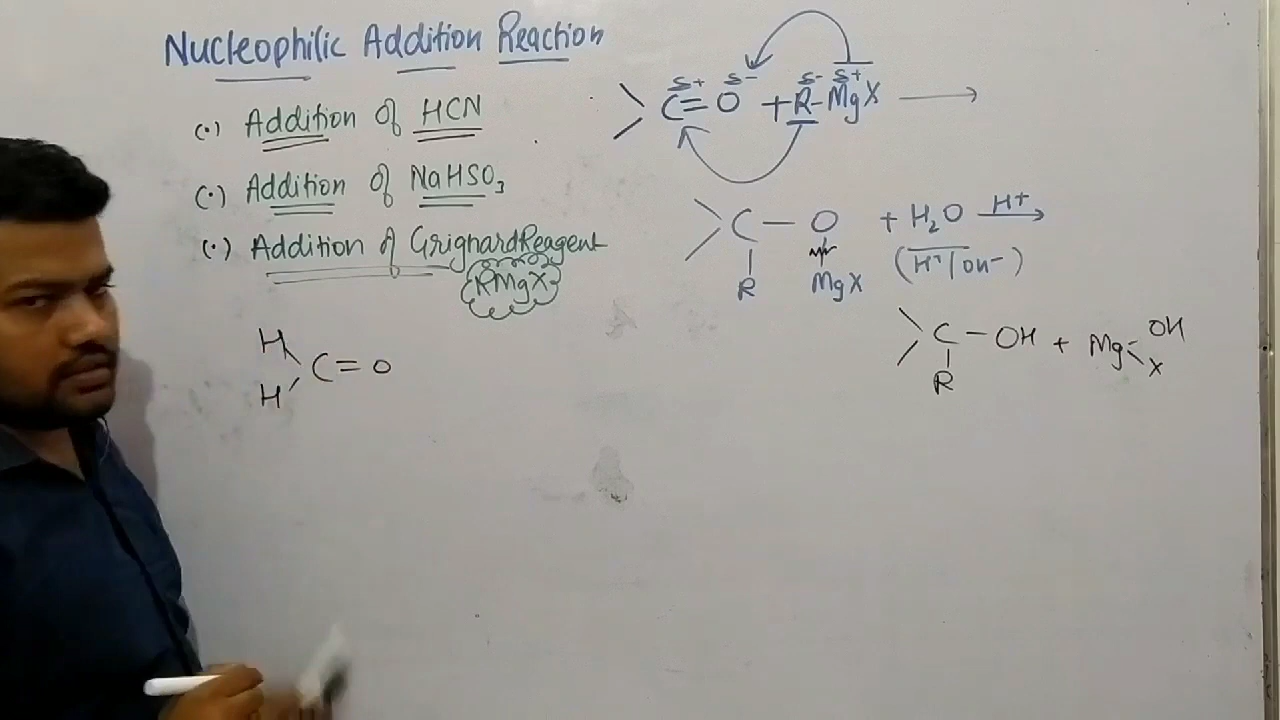 Nucleophilic Addition Reaction
(•) Addition of HCN
(•) Addition of NaHSO3
(•) Addition of Grignard Reagent
RMgX
H
C=O
H
δ+ δ- δ- δ+
C=O + R-MgX ⟶
C — O + H2O H+ ⟶
R MgX (H+/OH-)
C — OH + Mg OH
R X